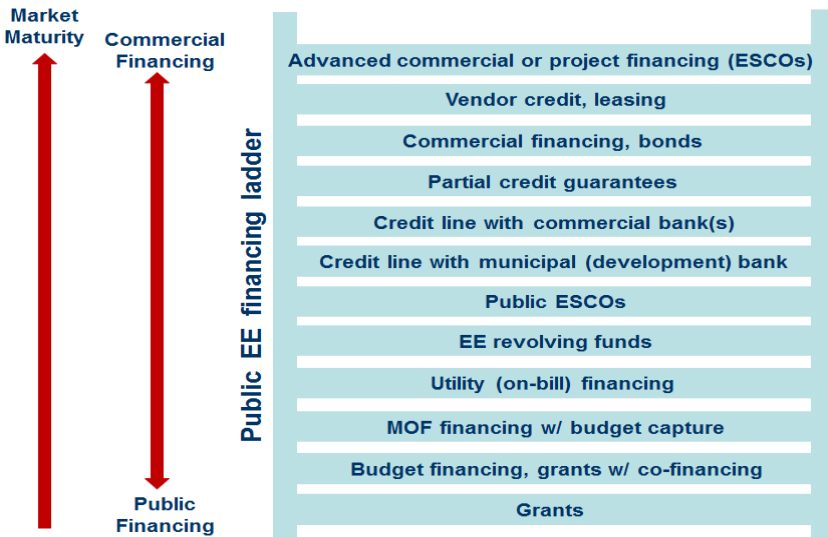 Market
Maturity
Commercial
Financing
Public EE financing ladder
Advanced commercial or project financing (ESCOs)
Vendor credit, leasing
Commercial financing, bonds
Partial credit guarantees
Credit line with commercial bank(s)
Credit line with municipal (development) bank
Public ESCOs
EE revolving funds
Utility (on-bill) financing
MOF financing w/ budget capture
Budget financing, grants w/ co-financing
Grants
Public
Financing